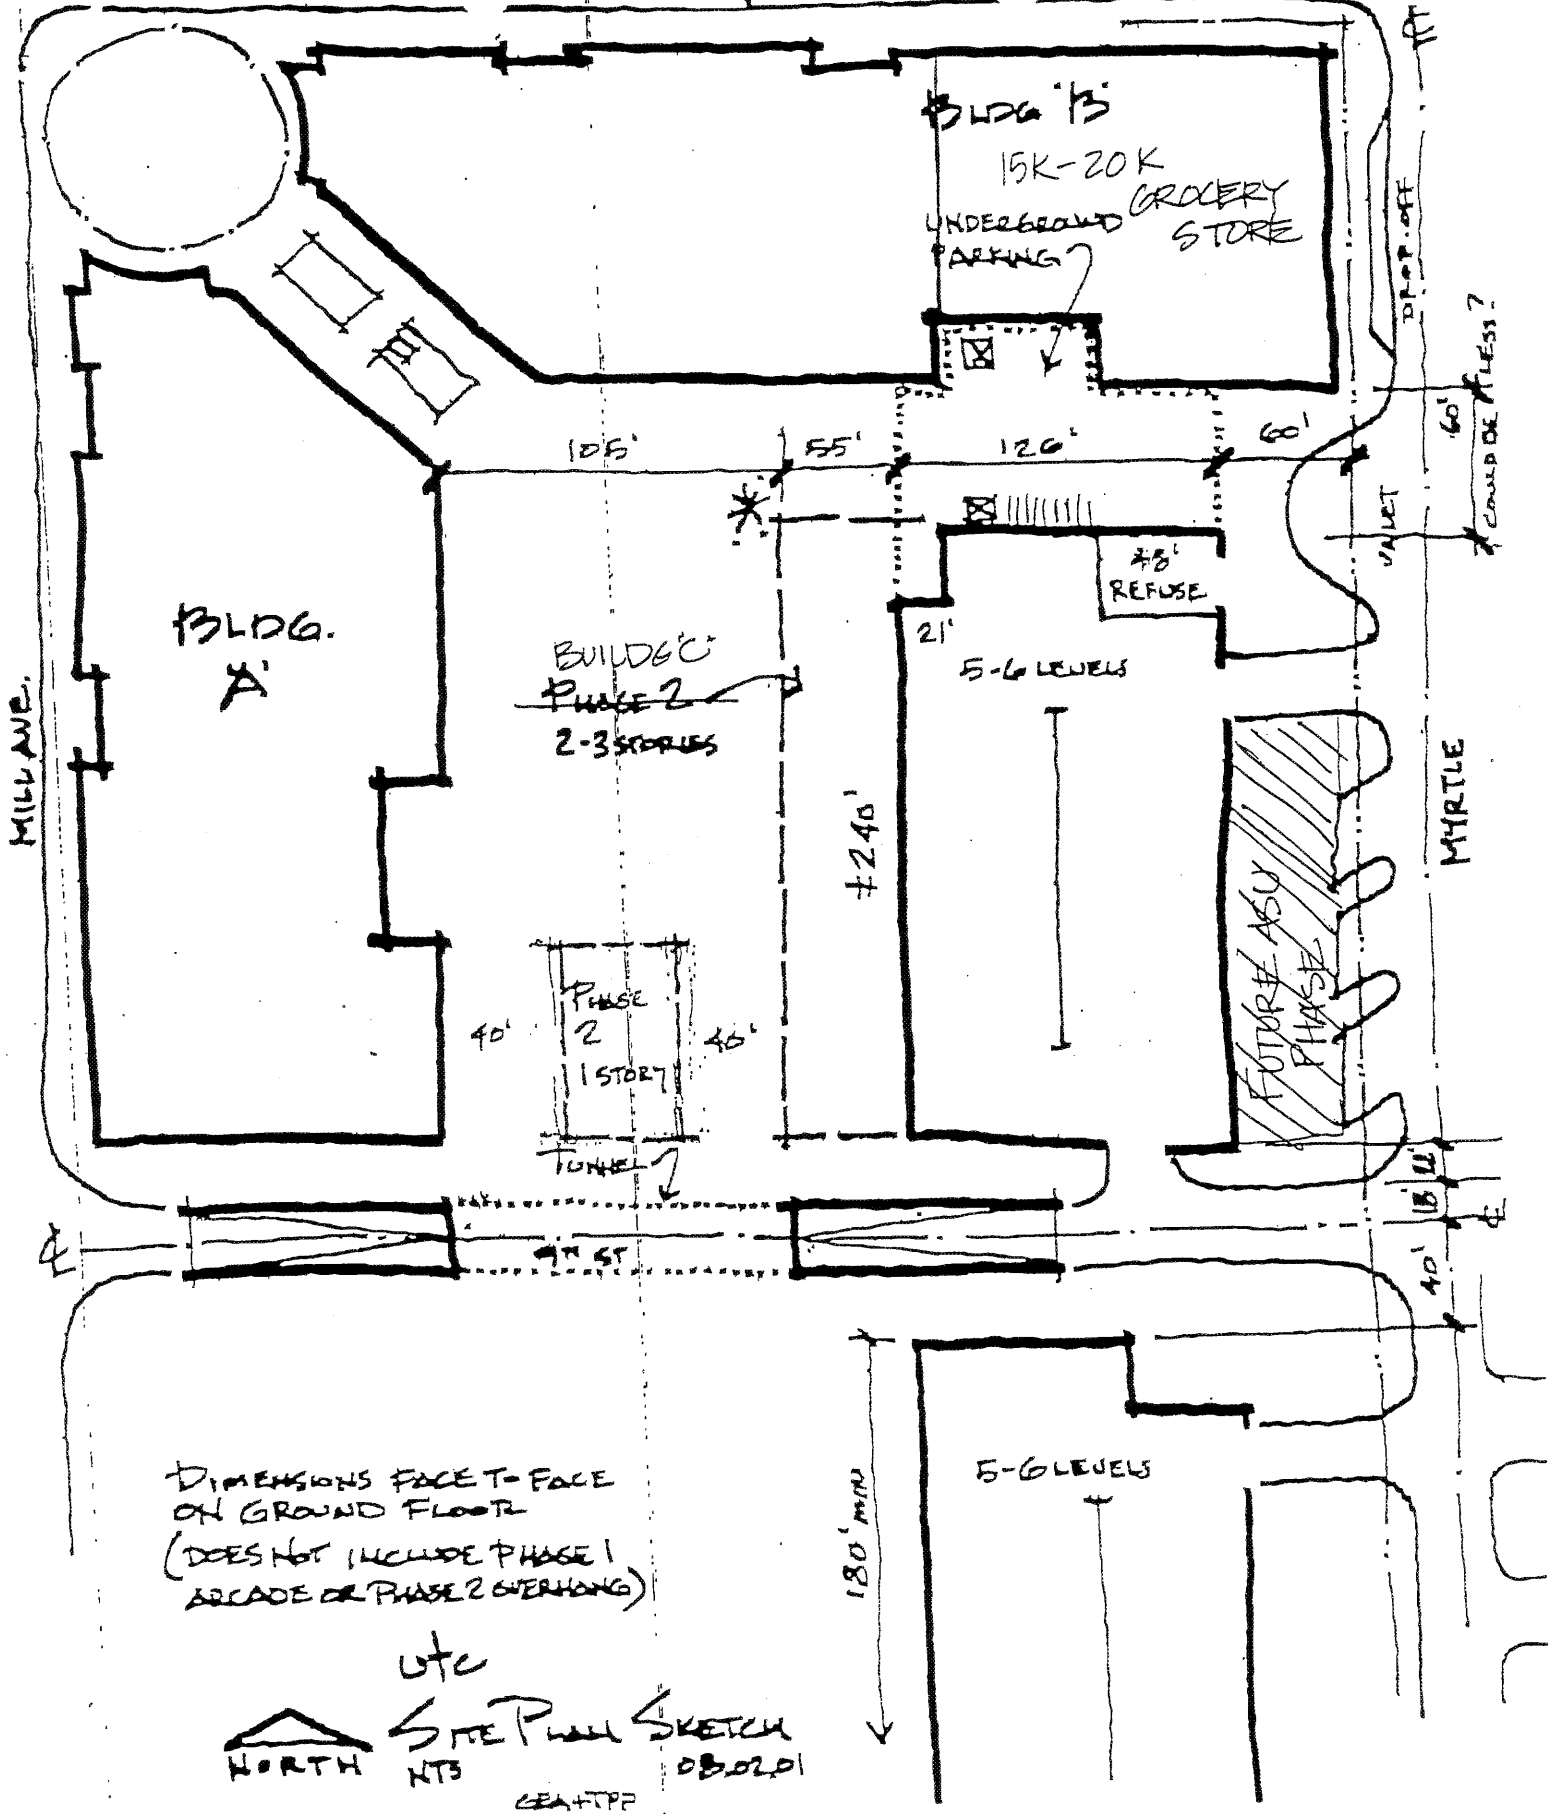 BLDG 'B'
15K-20K
GROCERY
STORE
UNDERGROUND
PARKING
DROP.OFF
60'
COULD BE LESS?
105'
55'
126'
60'
INLET
48'
REFUSE
21'
5-6 LEVELS
BLDG.
'A'
MILL AVE.
BUILDG 'C'
PHASE 2
2-3 STORIES
±240'
MYRTLE
FUTURE ASU
PHASE
PHASE
2
1 STORY
40'
40'
TUNNEL
9TH ST
22'
18'
40'
℄
℄
5-6 LEVELS
180' MIN
DIMENSIONS FACE T- FACE
ON GROUND FLOOR
(DOES NOT INCLUDE PHASE 1
ARCADE OR PHASE 2 OVERHANG)
utc
SITE PLAN SKETCH
NORTH
NTS
08.02.01